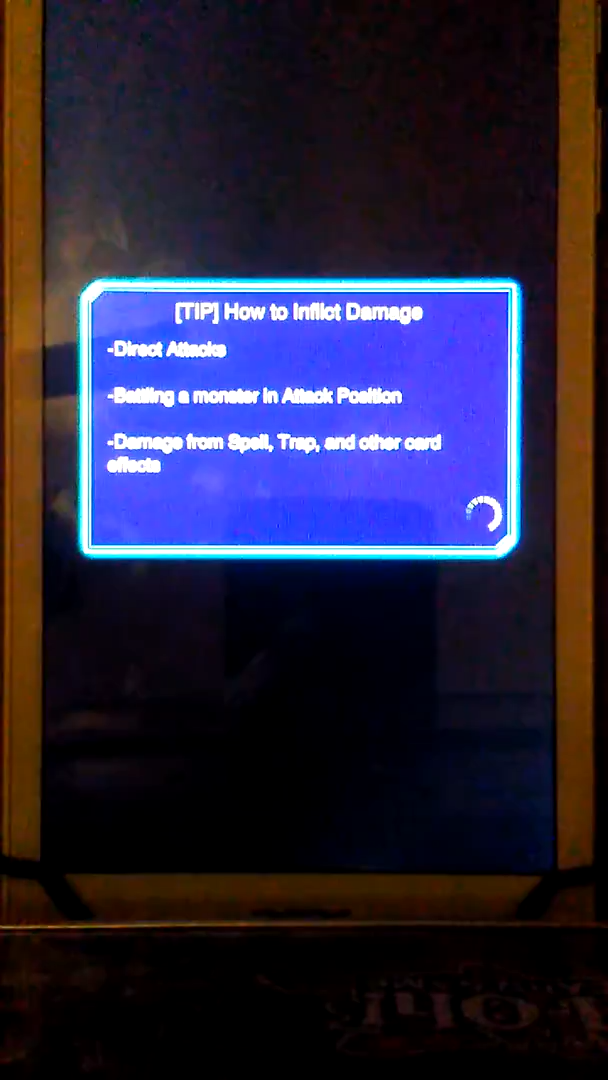 [TIP] How to Inflict Damage
-Direct Attacks
-Battling a monster in Attack Position
-Damage from Spell, Trap, and other card
effects